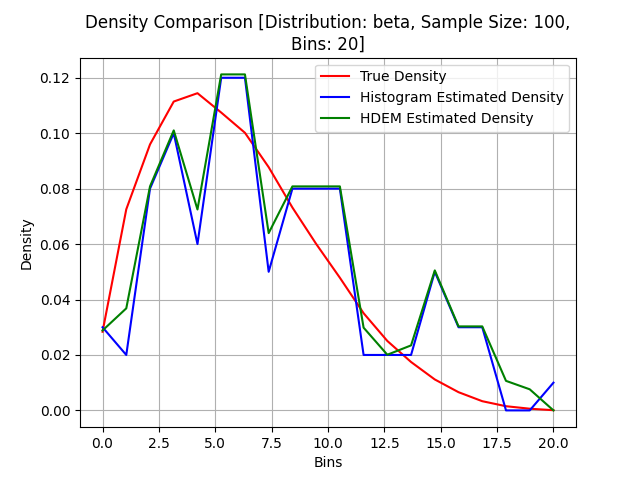 Density Comparison [Distribution: beta, Sample Size: 100,
Bins: 20]
True Density
Histogram Estimated Density
HDEM Estimated Density
Density
0.12
0.10
0.08
0.06
0.04
0.02
0.00
0.0 2.5 5.0 7.5 10.0 12.5 15.0 17.5 20.0
Bins